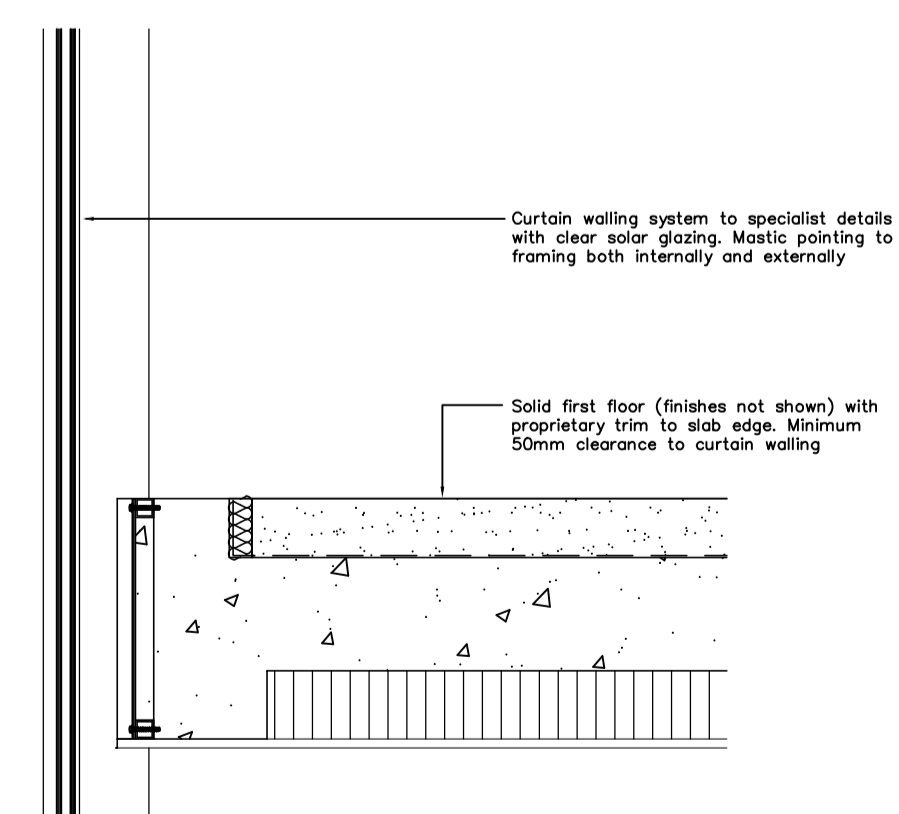 Curtain walling system to specialist details
with clear solar glazing. Mastic pointing to
framing both internally and externally
Solid first floor (finishes not shown) with
proprietary trim to slab edge. Minimum
50mm clearance to curtain walling